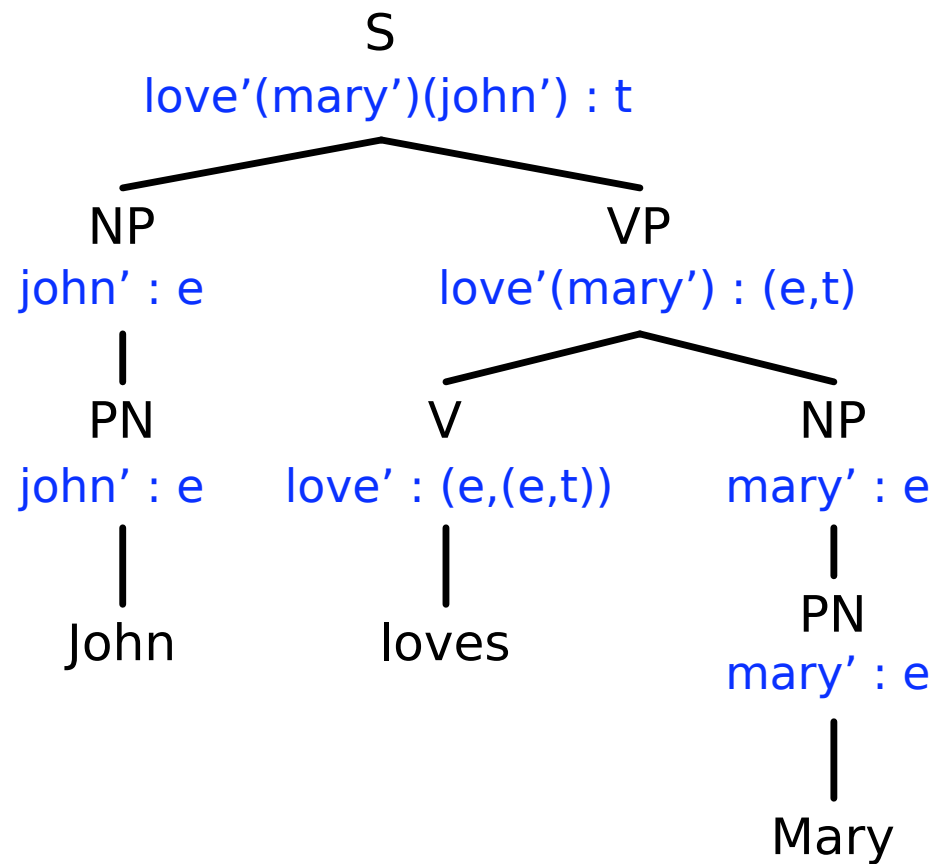 S
love’(mary’)(john’) : t
NP VP
john’ : e love’(mary’) : (e,t)
PN V NP
john’ : e love’ : (e,(e,t)) mary’ : e
PN
John loves
mary’ : e
Mary